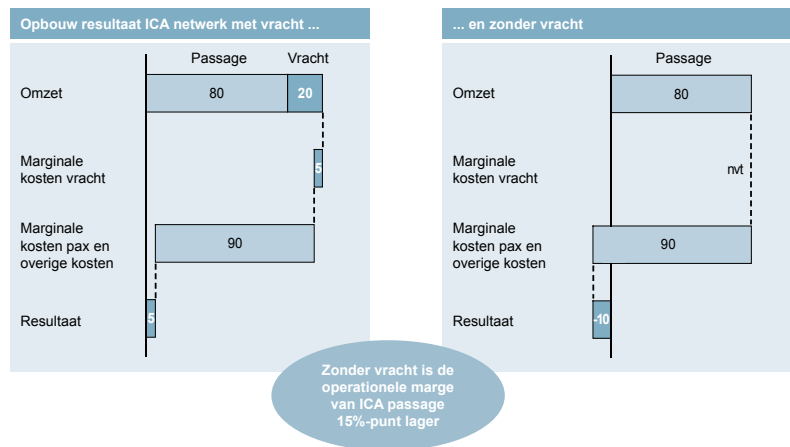 Opbouw resultaat ICA netwerk met vracht ...
Passage Vracht
Omzet 80 20
Marginale
kosten vracht 5
Marginale
kosten pax en 90
overige kosten
Resultaat 5
... en zonder vracht
Passage
Omzet 80
Marginale
kosten vracht nvt
Marginale
kosten pax en 90
overige kosten
Resultaat -10
Zonder vracht is de
operationele marge
van ICA passage
15%-punt lager